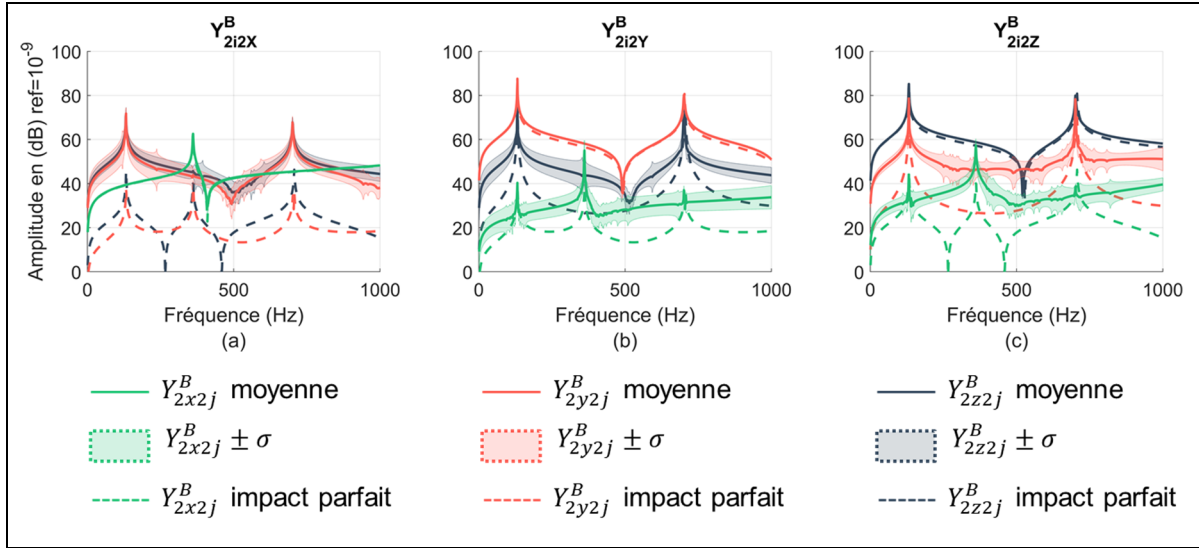 Y^B_2i2X
Y^B_2i2Y
Y^B_2i2Z
Amplitude en (dB) ref=10^-9
100
80
60
40
20
0
0 500 1000
Fréquence (Hz)
(a)
100
80
60
40
20
0
0 500 1000
Fréquence (Hz)
(b)
100
80
60
40
20
0
0 500 1000
Fréquence (Hz)
(c)
Y^B_2x2j moyenne
Y^B_2y2j moyenne
Y^B_2z2j moyenne
Y^B_2x2j ± σ
Y^B_2y2j ± σ
Y^B_2z2j ± σ
Y^B_2x2j impact parfait
Y^B_2y2j impact parfait
Y^B_2z2j impact parfait